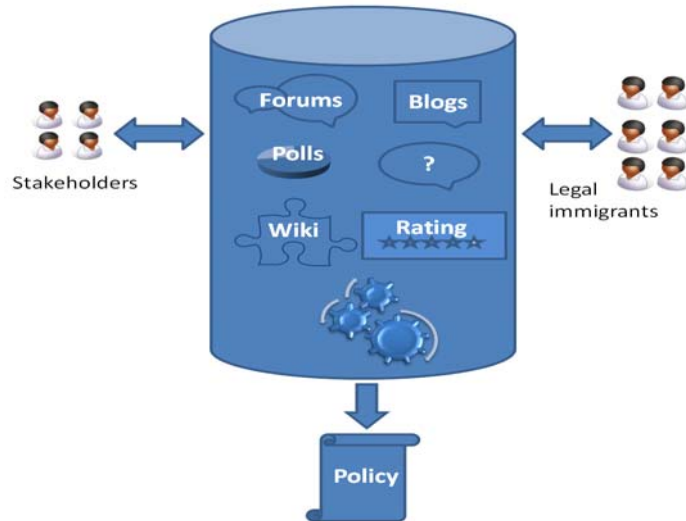 Forums
Blogs
Polls
?
Stakeholders
Legal
immigrants
Wiki
Rating
Policy